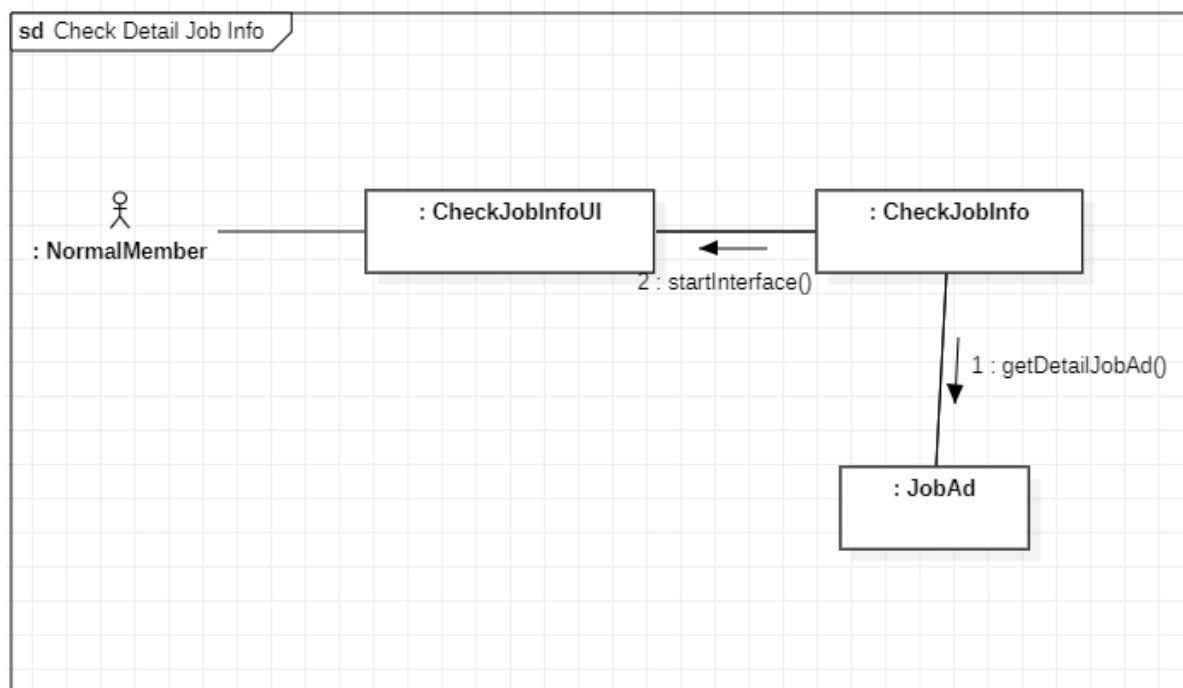 sd Check Detail Job Info
: CheckJobInfoUI
: CheckJobInfo
: NormalMember
2 : startInterface()
1 : getDetailJobAd()
: JobAd